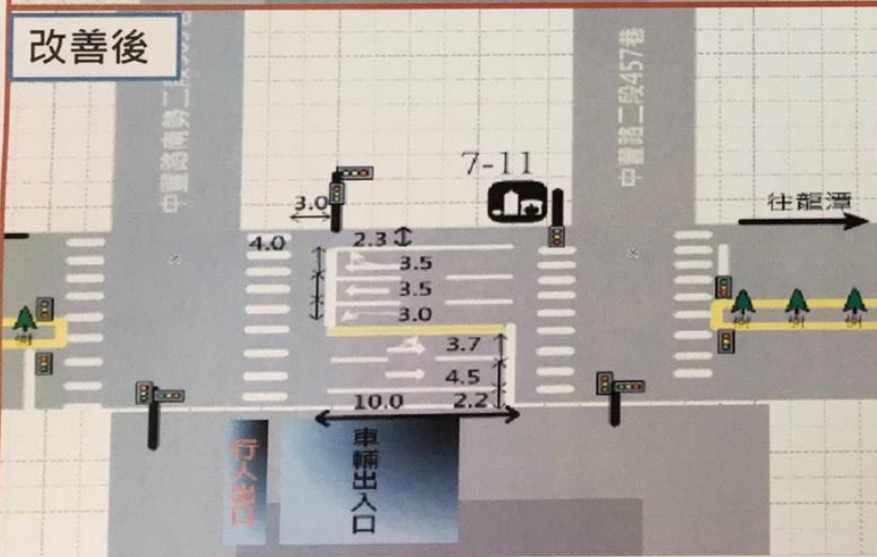 改善後
中豐路南勢二段
中豐路二段457巷
7-11
往龍潭
3.0
4.0
2.3
3.5
3.5
3.0
3.7
4.5
10.0
2.2
樹
樹
樹
樹
行人出口
車輛出入口